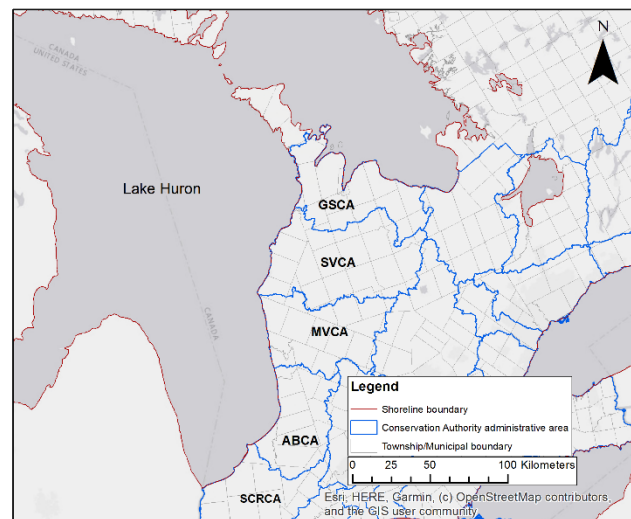 N
CANADA
UNITED STATES
Lake Huron
GSCA
SVCA
CANADA
MVCA
ABCA
SCRCA
Legend
Shoreline boundary
Conservation Authority administrative area
Township/Municipal boundary
0 25 50 100 Kilometers
Esri, HERE, Garmin, (c) OpenStreetMap contributors,
and the GIS user community